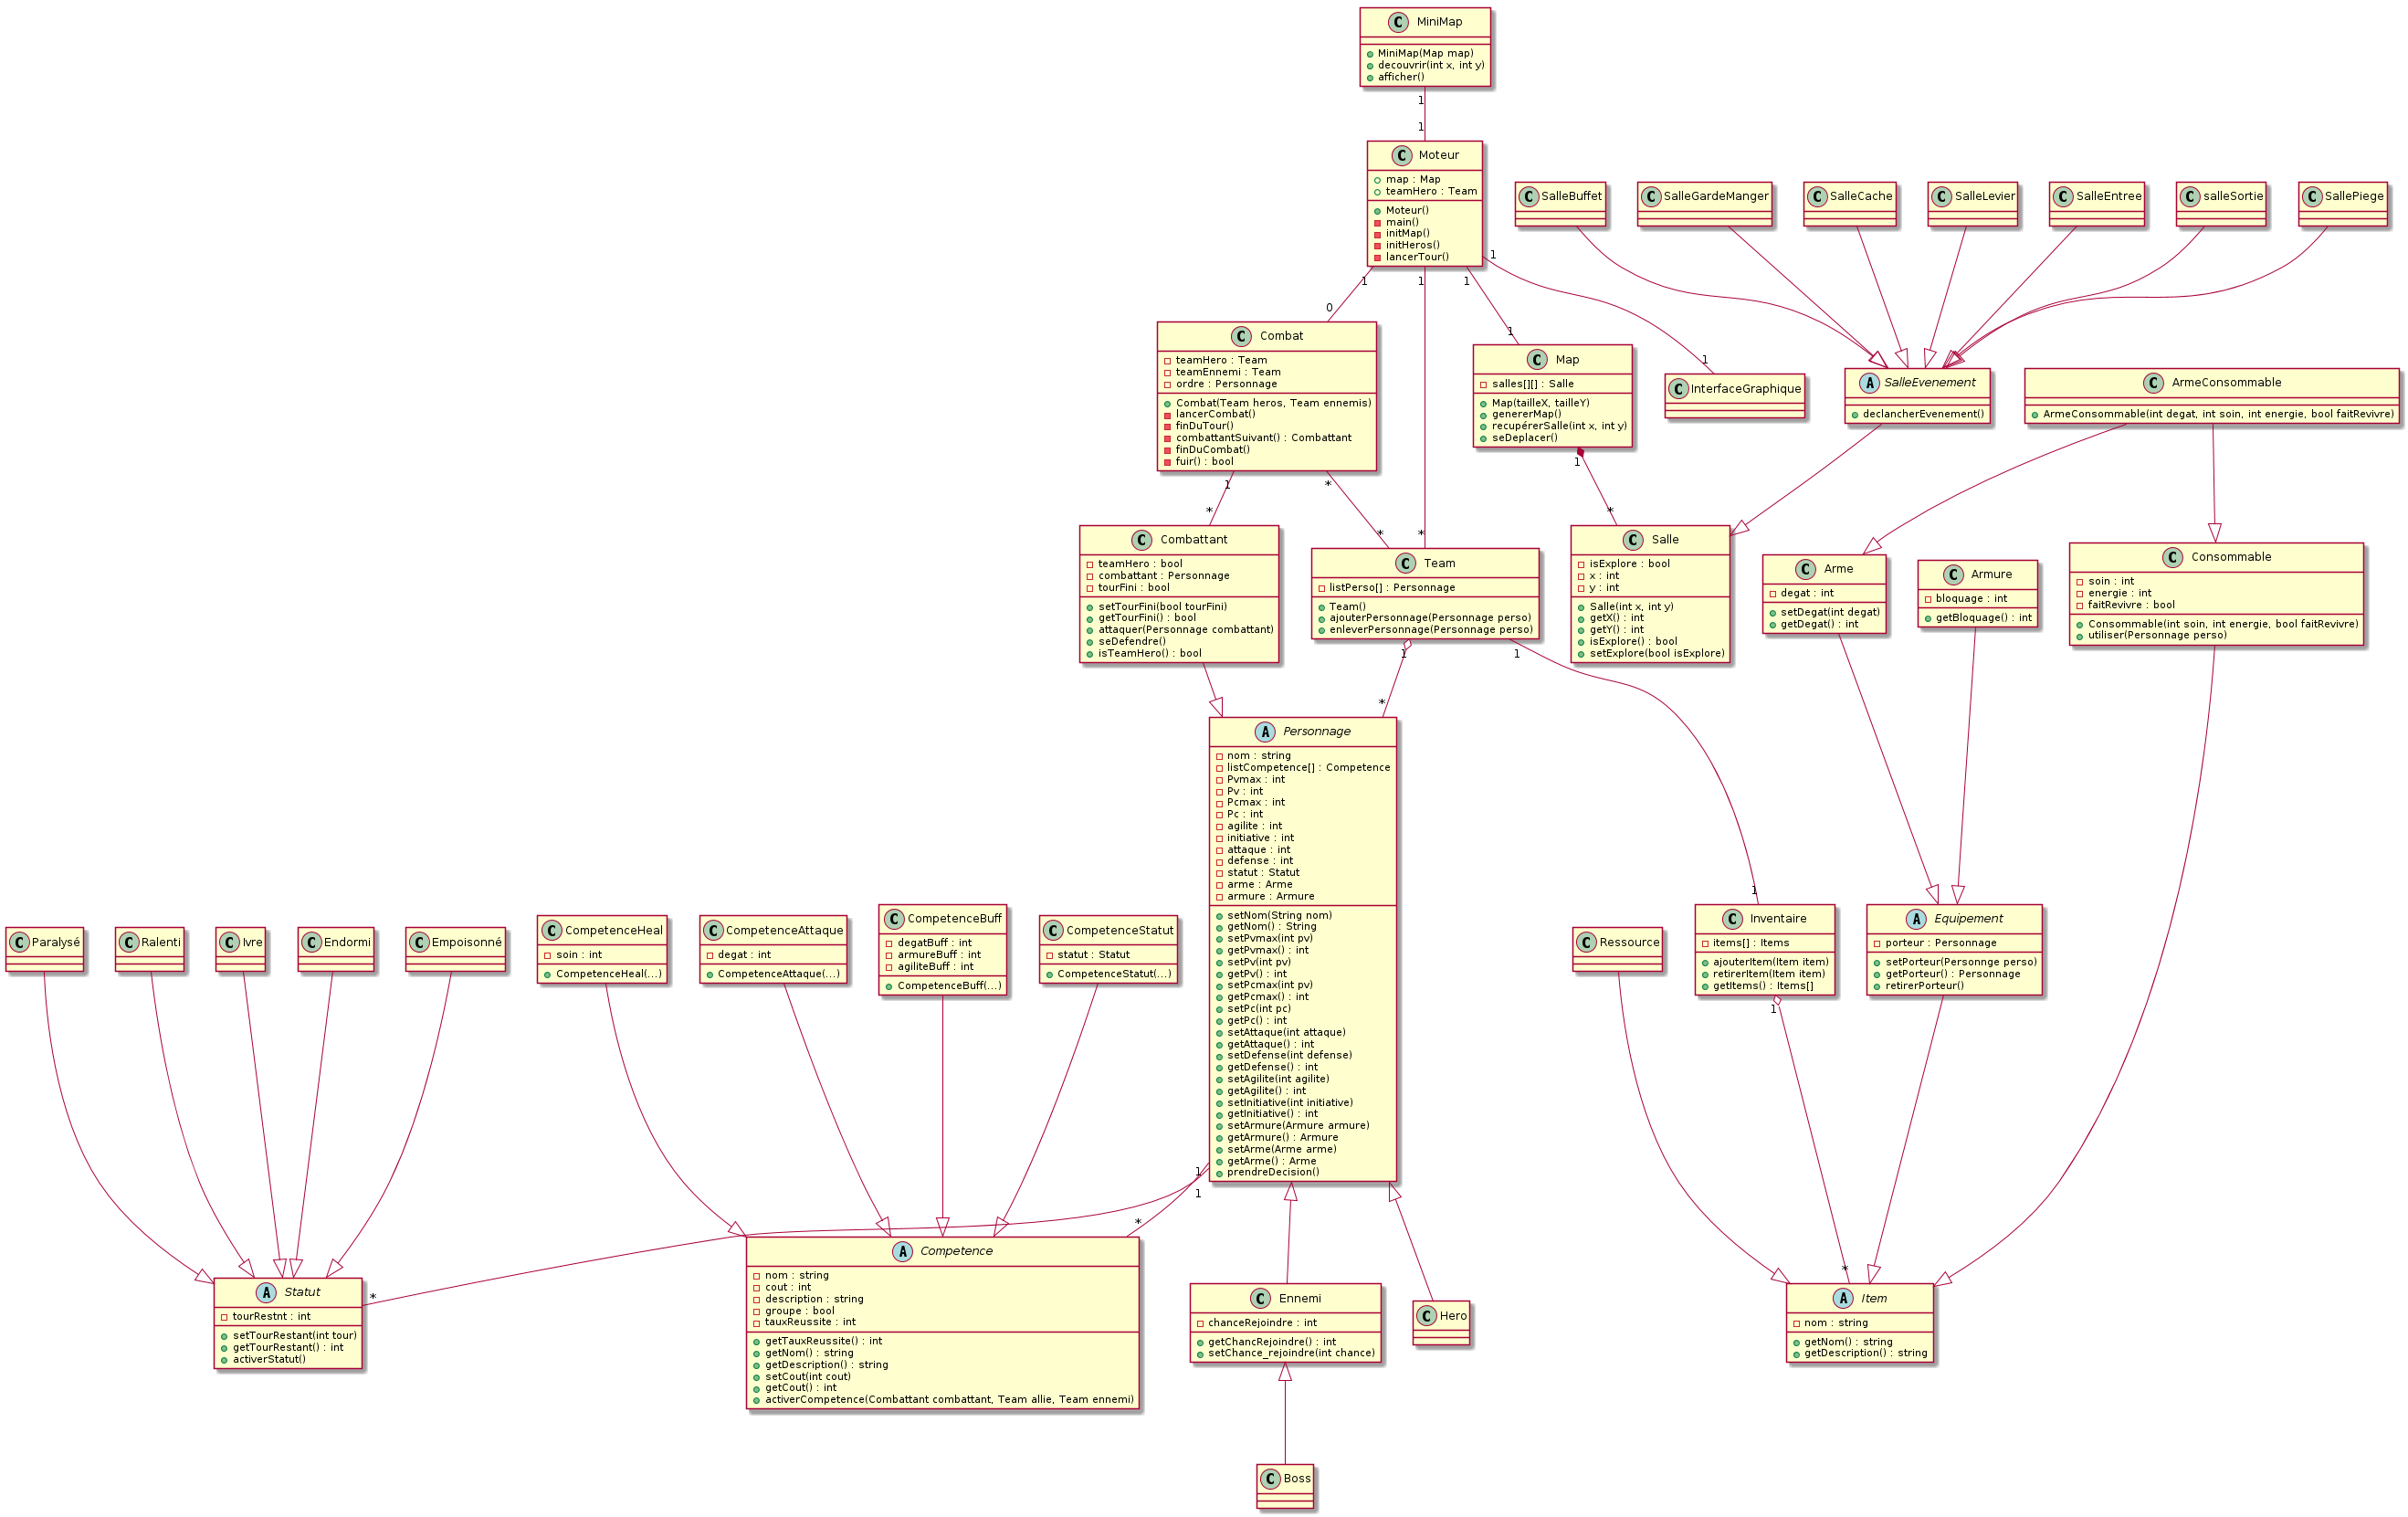 MiniMap
MiniMap(Map map)
decouvrir(int x, int y)
afficher()
1
1
Moteur
map : Map
teamHero : Team
Moteur()
main()
initMap()
initHeros()
lancerTour()
SalleBuffet
SalleGardeManger
SalleCache
SalleLevier
SalleEntree
salleSortie
SallePiege
1
1
1
1
0
1
1
*
Combat
teamHero : Team
teamEnnemi : Team
ordre : Personnage
Combat(Team heros, Team ennemis)
lancerCombat()
finDuTour()
combattantSuivant() : Combattant
finDuCombat()
fuir() : bool
Map
salles[][] : Salle
Map(tailleX, tailleY)
genererMap()
recupérerSalle(int x, int y)
seDeplacer()
InterfaceGraphique
SalleEvenement
declancherEvenement()
ArmeConsommable
ArmeConsommable(int degat, int soin, int energie, bool faitRevivre)
1
*
*
*
1
*
Combattant
teamHero : bool
combattant : Personnage
tourFini : bool
setTourFini(bool tourFini)
getTourFini() : bool
attaquer(Personnage combattant)
seDefendre()
isTeamHero() : bool
Team
listPerso[] : Personnage
Team()
ajouterPersonnage(Personnage perso)
enleverPersonnage(Personnage perso)
Salle
isExplore : bool
x : int
y : int
Salle(int x, int y)
getX() : int
getY() : int
isExplore() : bool
setExplore(bool isExplore)
Arme
degat : int
setDegat(int degat)
getDegat() : int
Armure
bloquage : int
getBloquage() : int
Consommable
soin : int
energie : int
faitRevivre : bool
Consommable(int soin, int energie, bool faitRevivre)
utiliser(Personnage perso)
1
*
1
1
Personnage
nom : string
listCompetence[] : Competence
Pvmax : int
Pv : int
Pcmax : int
Pc : int
agilite : int
initiative : int
attaque : int
defense : int
statut : Statut
arme : Arme
armure : Armure
setNom(String nom)
getNom() : String
setPvmax(int pv)
getPvmax() : int
setPv(int pv)
getPv() : int
setPcmax(int pv)
getPcmax() : int
setPc(int pc)
getPc() : int
setAttaque(int attaque)
getAttaque() : int
setDefense(int defense)
getDefense() : int
setAgilite(int agilite)
getAgilite() : int
setInitiative(int initiative)
getInitiative() : int
setArmure(Armure armure)
getArmure() : Armure
setArme(Arme arme)
getArme() : Arme
prendreDecision()
Paralysé
Ralenti
Ivre
Endormi
Empoisonné
CompetenceHeal
soin : int
CompetenceHeal(...)
CompetenceAttaque
degat : int
CompetenceAttaque(...)
CompetenceBuff
degatBuff : int
armureBuff : int
agiliteBuff : int
CompetenceBuff(...)
CompetenceStatut
statut : Statut
CompetenceStatut(...)
Ressource
Inventaire
items[] : Items
ajouterItem(Item item)
retirerItem(Item item)
getItems() : Items[]
Equipement
porteur : Personnage
setPorteur(Personnge perso)
getPorteur() : Personnage
retirerPorteur()
1
1
*
*
1
*
Statut
tourRestnt : int
setTourRestant(int tour)
getTourRestant() : int
activerStatut()
Competence
nom : string
cout : int
description : string
groupe : bool
tauxReussite : int
getTauxReussite() : int
getNom() : string
getDescription() : string
setCout(int cout)
getCout() : int
activerCompetence(Combattant combattant, Team allie, Team ennemi)
Ennemi
chanceRejoindre : int
getChancRejoindre() : int
setChance_rejoindre(int chance)
Hero
Item
nom : string
getNom() : string
getDescription() : string
Boss